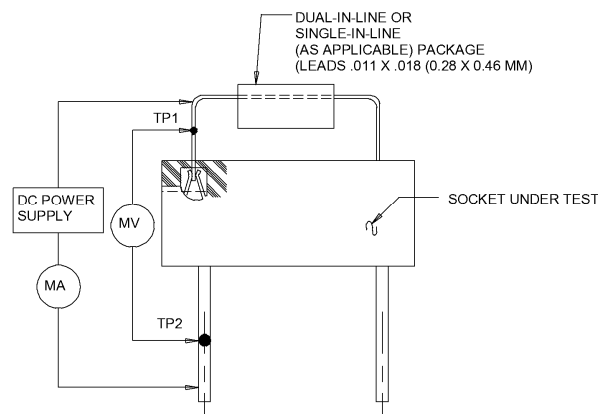 DUAL-IN-LINE OR
SINGLE-IN-LINE
(AS APPLICABLE) PACKAGE
(LEADS .011 X .018 (0.28 X 0.46 MM)
TP1
DC POWER
SUPPLY
MV
SOCKET UNDER TEST
MA
TP2